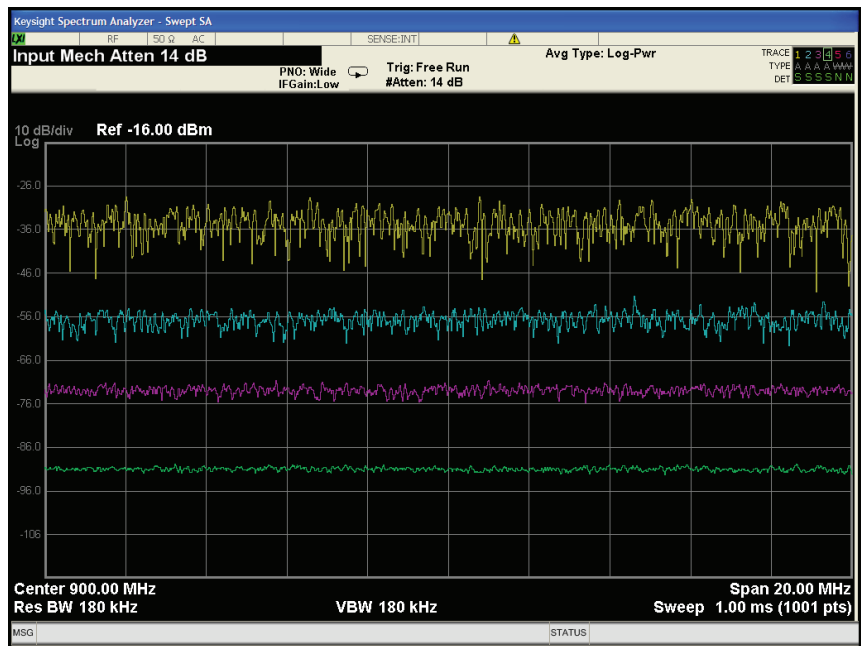 Keysight Spectrum Analyzer - Swept SA
LXI RF 50 Ω AC SENSE:INT
Input Mech Atten 14 dB
PNO: Wide
IFGain:Low
Trig: Free Run
#Atten: 14 dB
Avg Type: Log-Pwr
TRACE 1 2 3 4 5 6
TYPE A A A A W W
DET S S S S N N
10 dB/div Ref -16.00 dBm
Log
-26.0
-36.0
-46.0
-56.0
-66.0
-76.0
-86.0
-96.0
-106
Center 900.00 MHz Span 20.00 MHz
Res BW 180 kHz VBW 180 kHz Sweep 1.00 ms (1001 pts)
MSG STATUS